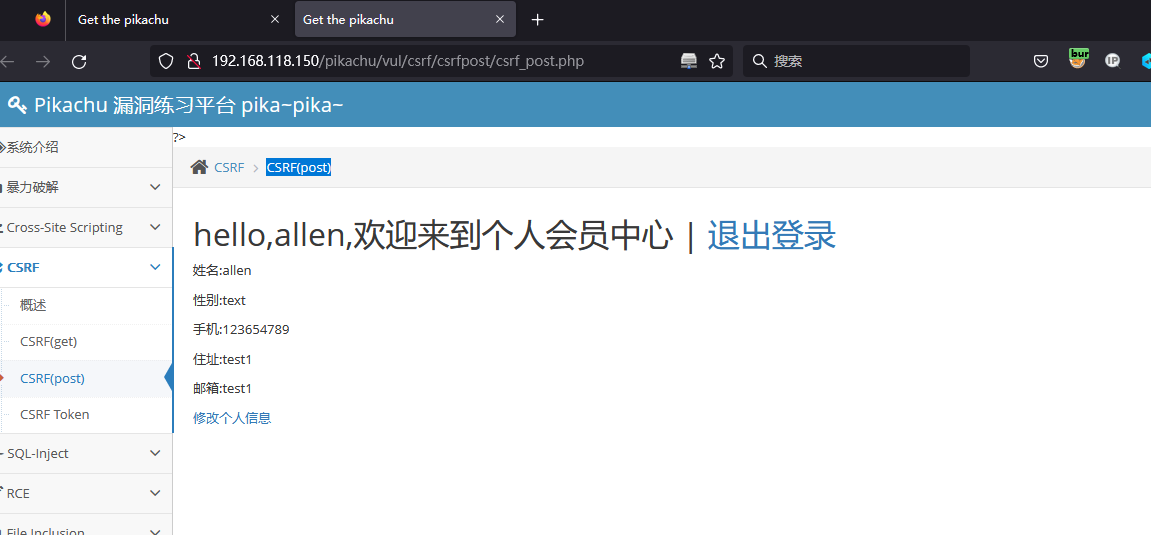 Get the pikachu Get the pikachu
192.168.118.150/pikachu/vul/csrf/csrfpost/csrf_post.php 搜索 bur IP
Pikachu 漏洞练习平台 pika~pika~
系统介绍
暴力破解
Cross-Site Scripting
CSRF
概述
CSRF(get)
CSRF(post)
CSRF Token
SQL-Inject
RCE
File Inclusion
?>
CSRF CSRF(post)
hello,allen,欢迎来到个人会员中心 | 退出登录
姓名:allen
性别:text
手机:123654789
住址:test1
邮箱:test1
修改个人信息